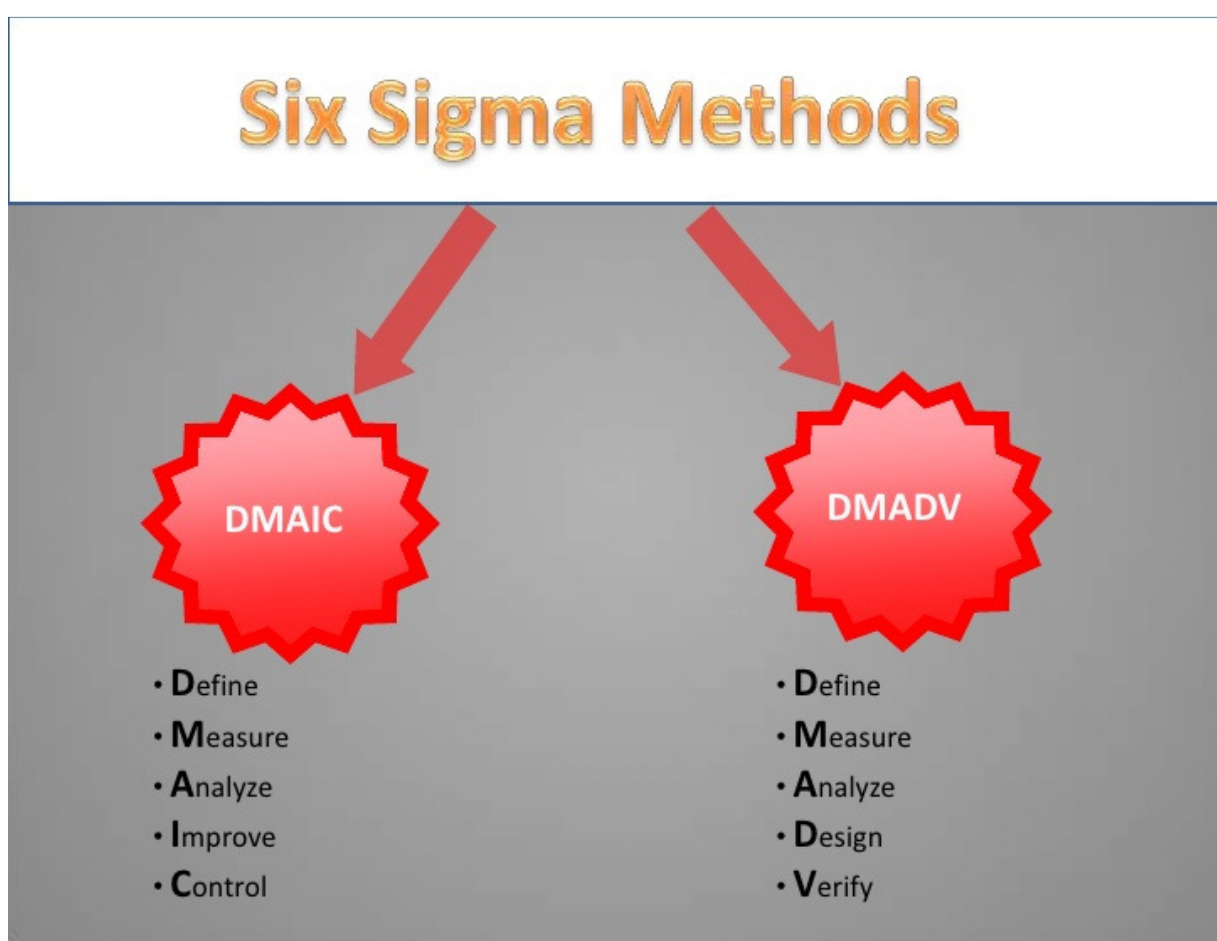 Six Sigma Methods
DMAIC
• Define
• Measure
• Analyze
• Improve
• Control
DMADV
• Define
• Measure
• Analyze
• Design
• Verify